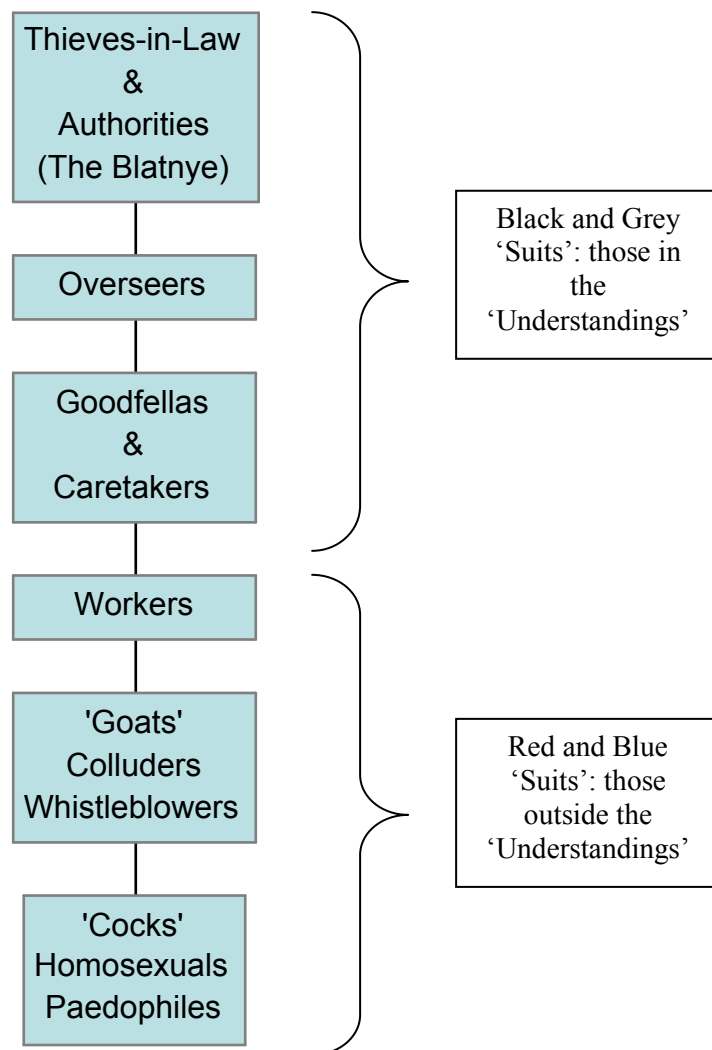 Thieves-in-Law
&
Authorities
(The Blatnye)
Overseers
Goodfellas
&
Caretakers
Workers
'Goats'
Colluders
Whistleblowers
'Cocks'
Homosexuals
Paedophiles
Black and Grey
‘Suits’: those in
the
‘Understandings’
Red and Blue
‘Suits’: those
outside the
‘Understandings’